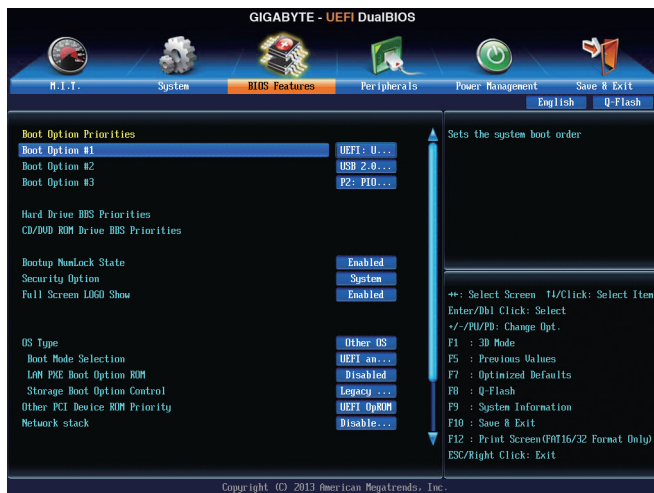 GIGABYTE - UEFI DualBIOS
M.I.T.
System
BIOS Features
Peripherals
Power Management
Save & Exit
English
Q-Flash
Boot Option Priorities
Boot Option #1 UEFI: U...
Boot Option #2 USB 2.0...
Boot Option #3 P2: PIO...
Hard Drive BBS Priorities
CD/DVD ROM Drive BBS Priorities
Bootup NumLock State Enabled
Security Option System
Full Screen LOGO Show Enabled
OS Type Other OS
Boot Mode Selection UEFI an...
LAN PXE Boot Option ROM Disabled
Storage Boot Option Control Legacy ...
Other PCI Device ROM Priority UEFI OpROM
Network stack Disable...
Sets the system boot order
→←: Select Screen ↑↓/Click: Select Item
Enter/Dbl Click: Select
+/-/PU/PD: Change Opt.
F1 : 3D Mode
F5 : Previous Values
F7 : Optimized Defaults
F8 : Q-Flash
F9 : System Information
F10 : Save & Exit
F12 : Print Screen(FAT16/32 Format Only)
ESC/Right Click: Exit
Copyright (C) 2013 American Megatrends, Inc.